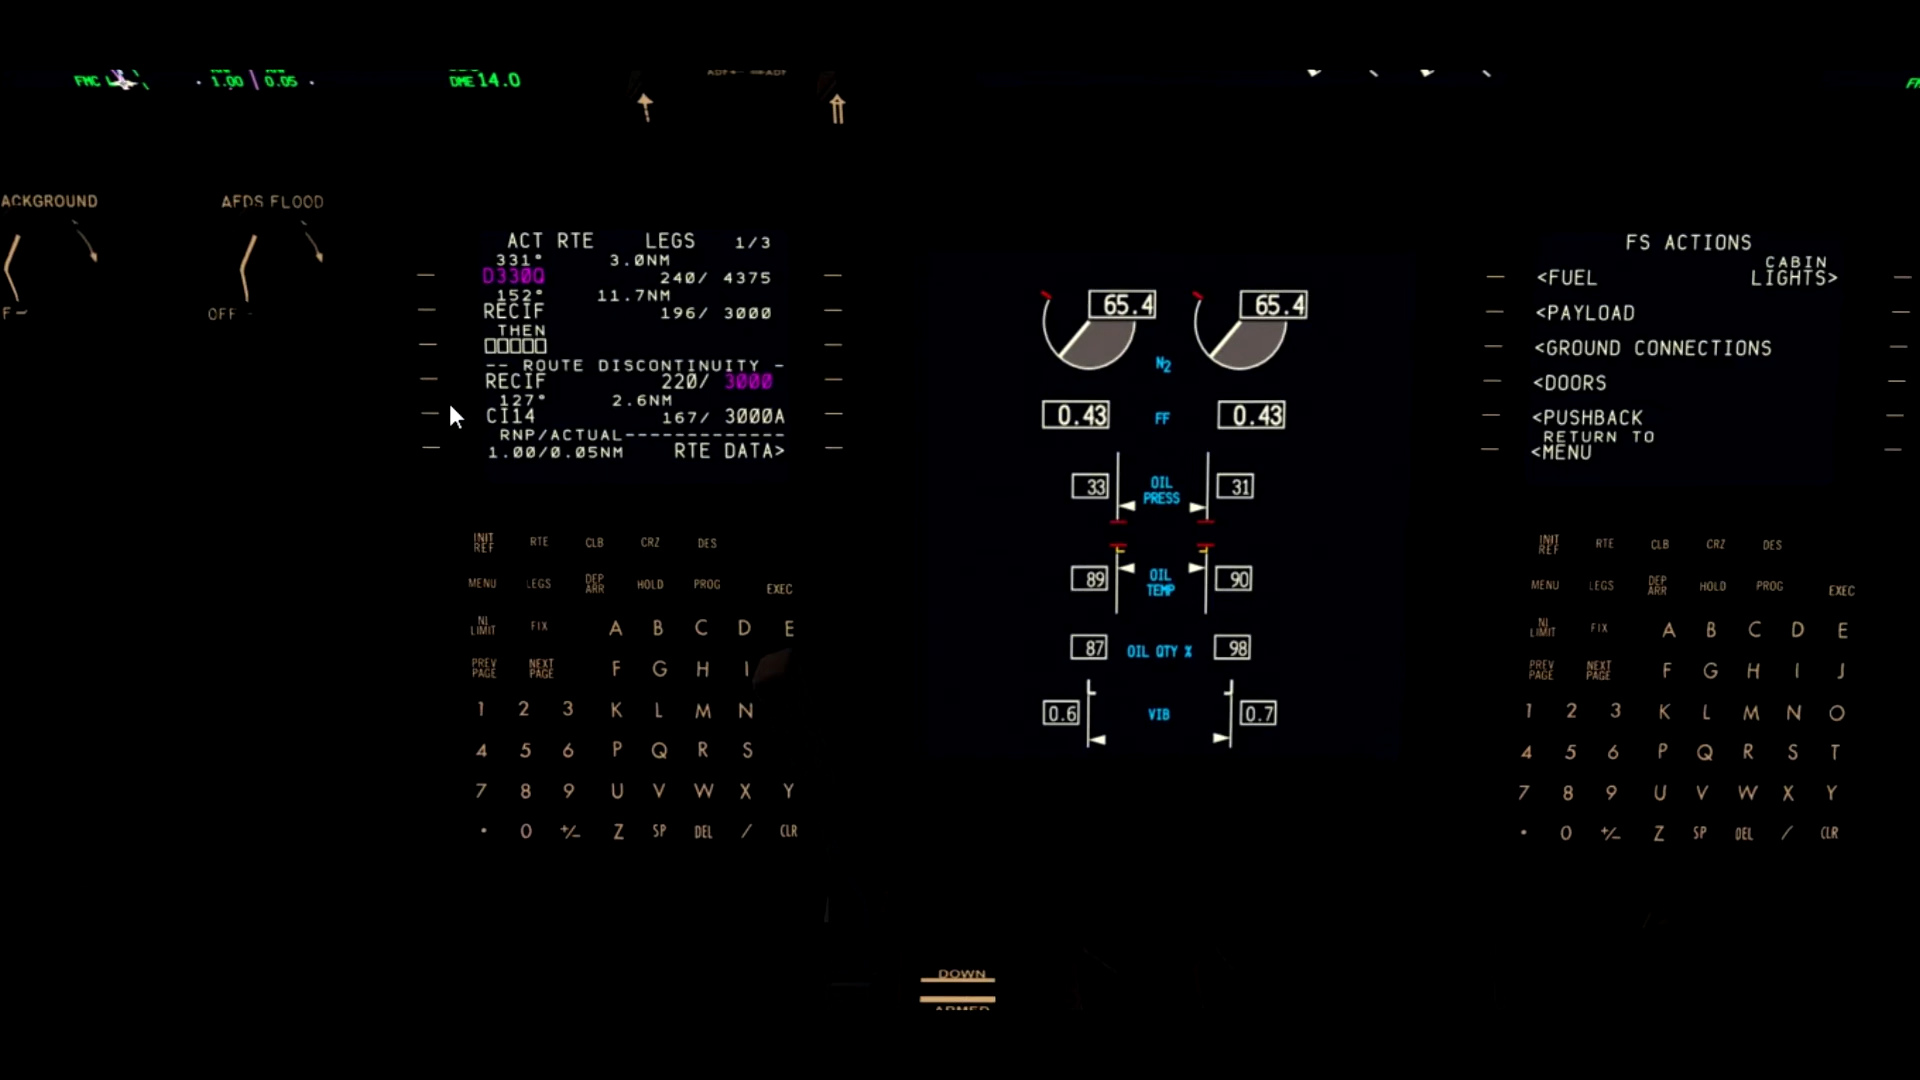 1.00 0.05
DME 14.0
ACKGROUND
AFDS FLOOD
OFF
ACT RTE LEGS 1/3
331° 3.0NM
D330Q 240/ 4375
152° 11.7NM
RECIF 196/ 3000
THEN
□□□□□
-- ROUTE DISCONTINUITY -
RECIF 220/ 3000
127° 2.6NM
CI14 167/ 3000A
RNP/ACTUAL-------------
1.00/0.05NM RTE DATA>
INIT REF RTE CLB CRZ DES
MENU LEGS DEP ARR HOLD PROG EXEC
N1 LIMIT FIX A B C D E
PREV PAGE NEXT PAGE F G H I
1 2 3 K L M N
4 5 6 P Q R S
7 8 9 U V W X Y
. 0 +/- Z SP DEL / CLR
65.4 65.4
N2
0.43 FF 0.43
33 OIL PRESS 31
89 OIL TEMP 90
87 OIL QTY % 98
0.6 VIB 0.7
DOWN
ARMED
FS ACTIONS
CABIN
<FUEL LIGHTS>
<PAYLOAD
<GROUND CONNECTIONS
<DOORS
<PUSHBACK
RETURN TO
<MENU
INIT REF RTE CLB CRZ DES
MENU LEGS DEP ARR HOLD PROG EXEC
N1 LIMIT FIX A B C D E
PREV PAGE NEXT PAGE F G H I J
1 2 3 K L M N O
4 5 6 P Q R S T
7 8 9 U V W X Y
. 0 +/- Z SP DEL / CLR